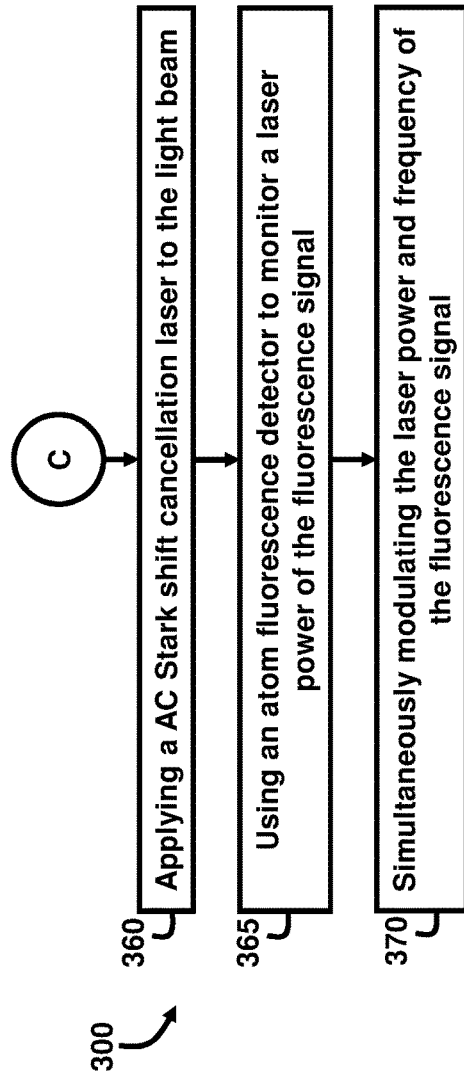 300
C
360
Applying a AC Stark shift cancellation laser to the light beam
365
Using an atom fluorescence detector to monitor a laser
power of the fluorescence signal
370
Simultaneously modulating the laser power and frequency of
the fluorescence signal